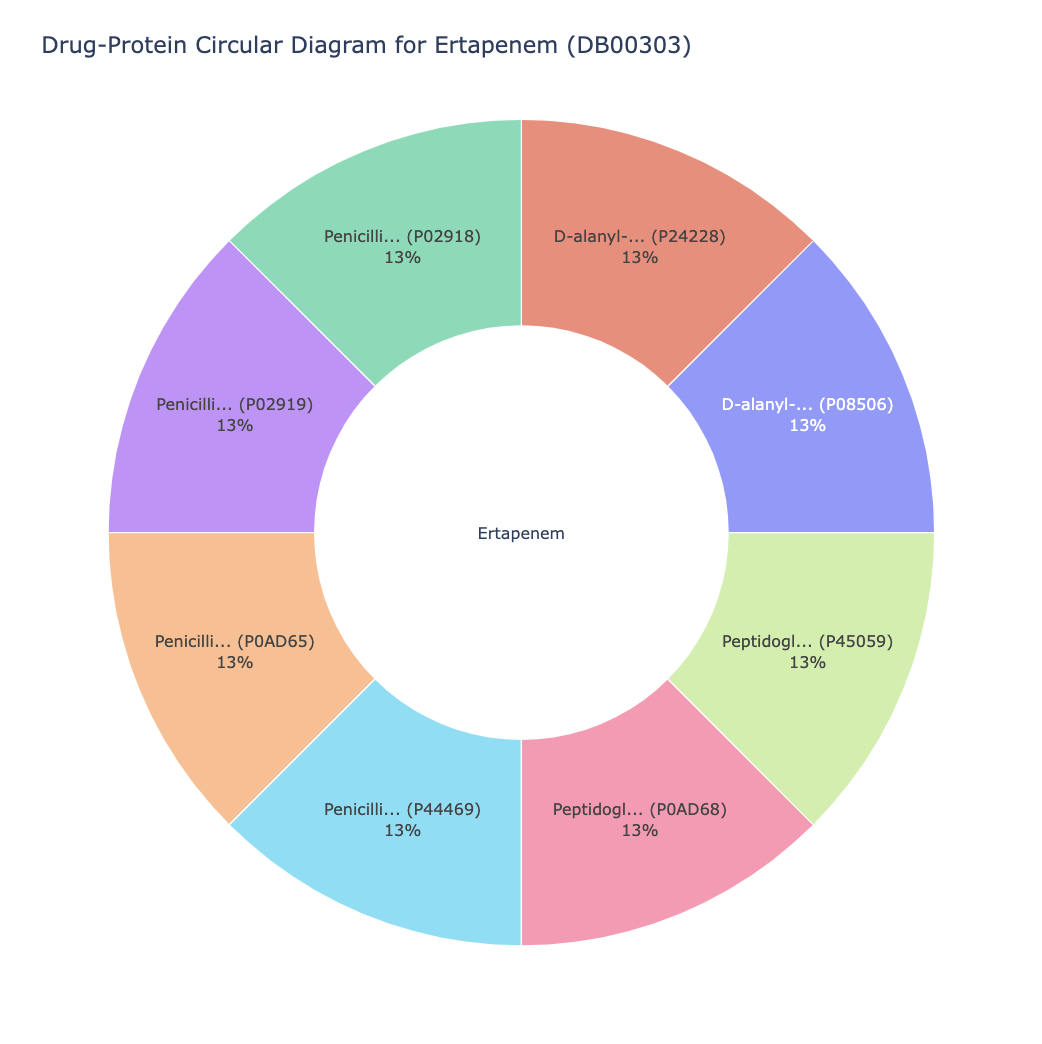 Drug-Protein Circular Diagram for Ertapenem (DB00303)
Penicilli... (P02918)
13%
D-alanyl-... (P24228)
13%
Penicilli... (P02919)
13%
D-alanyl-... (P08506)
13%
Ertapenem
Penicilli... (P0AD65)
13%
Peptidogl... (P45059)
13%
Penicilli... (P44469)
13%
Peptidogl... (P0AD68)
13%